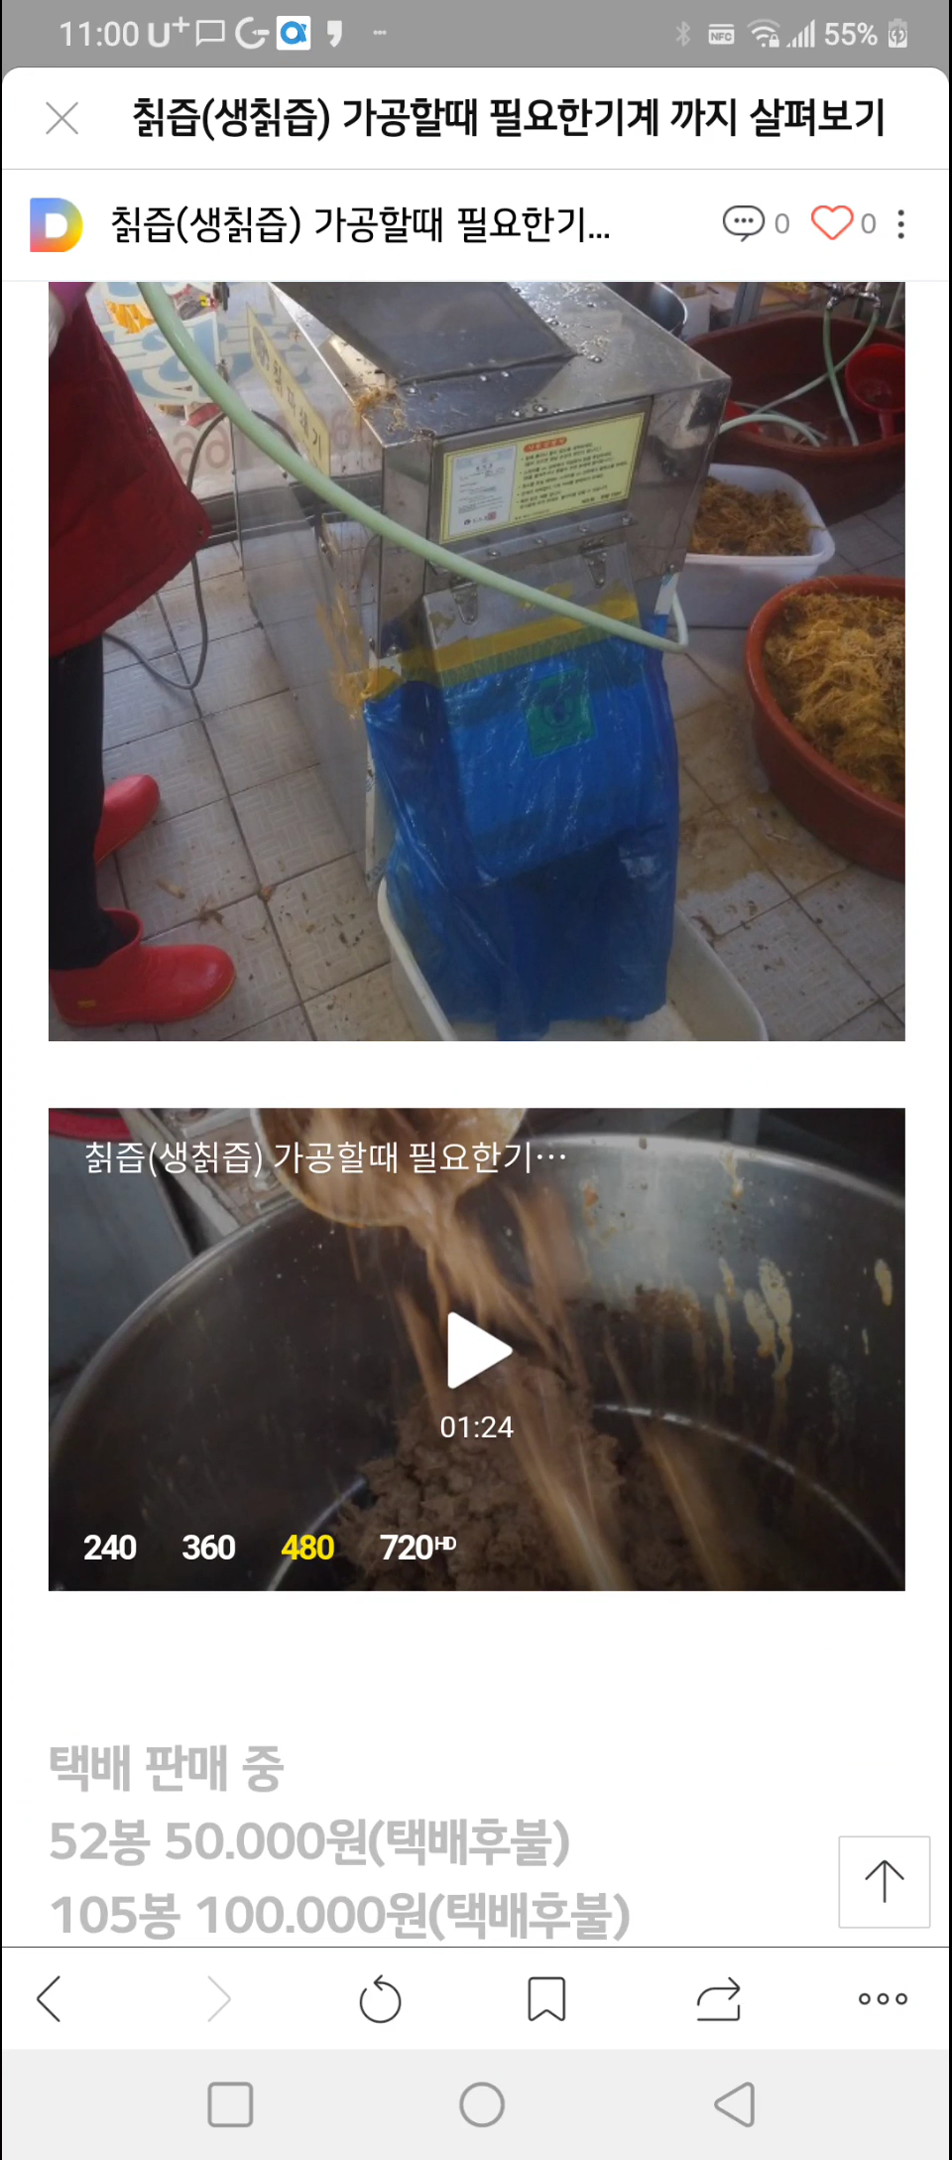 11:00 U+ 55%
칡즙(생칡즙) 가공할때 필요한기계 까지 살펴보기
D 칡즙(생칡즙) 가공할때 필요한기... 0 0
칡즙(생칡즙) 가공할때 필요한기...
01:24
240 360 480 720HD
택배 판매 중
52봉 50.000원(택배후불)
105봉 100.000원(택배후불)